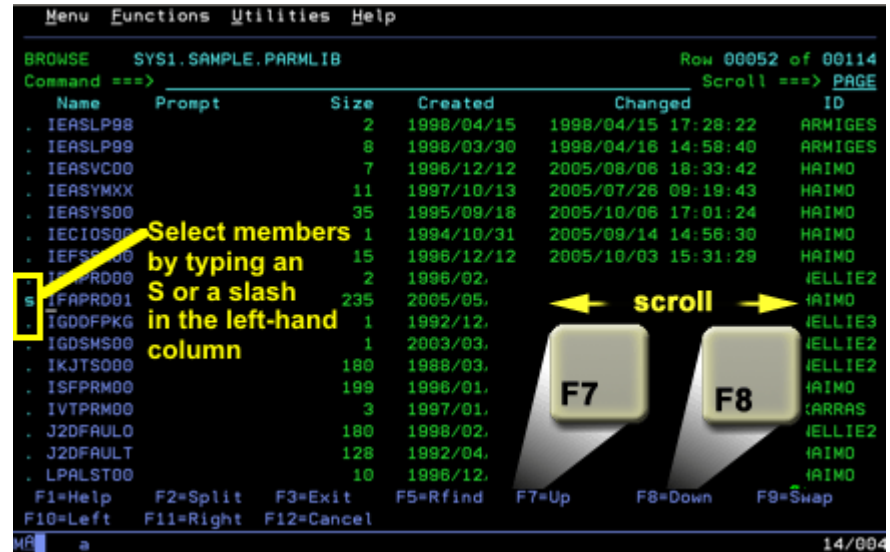 Menu Functions Utilities Help
BROWSE SYS1.SAMPLE.PARMLIB Row 00052 of 00114
Command ===> Scroll ===> PAGE
Name Prompt Size Created Changed ID
. IEASLP98 2 1998/04/15 1998/04/15 17:28:22 ARMIGES
. IEASLP99 8 1998/03/30 1998/04/16 14:58:40 ARMIGES
. IEASVC00 7 1996/12/12 2005/08/06 18:33:42 HAIMO
. IEASYMXX 11 1997/10/13 2005/07/26 09:19:43 HAIMO
. IEASYS00 35 1995/09/18 2005/10/06 17:01:24 HAIMO
. IECIOS00 1 1994/10/31 2005/09/14 14:56:30 HAIMO
15 1996/12/12 2005/10/03 15:31:29 HAIMO
2 1996/02
s IFAPRD01 235 2005/05
. IGDDFPKG 1 1992/12
. IGDSMS00 1 2003/03
. IKJTSO00 180 1988/03
. ISFPRM00 199 1996/01
. IVTPRM00 3 1997/01
. J2DFAULO 180 1998/02
. J2DFAULT 128 1992/04
. LPALST00 10 1996/12
Select members
by typing an
S or a slash
in the left-hand
column
scroll
F7
F8
F1=Help F2=Split F3=Exit F5=Rfind F7=Up F8=Down F9=Swap
F10=Left F11=Right F12=Cancel
MA a 14/004